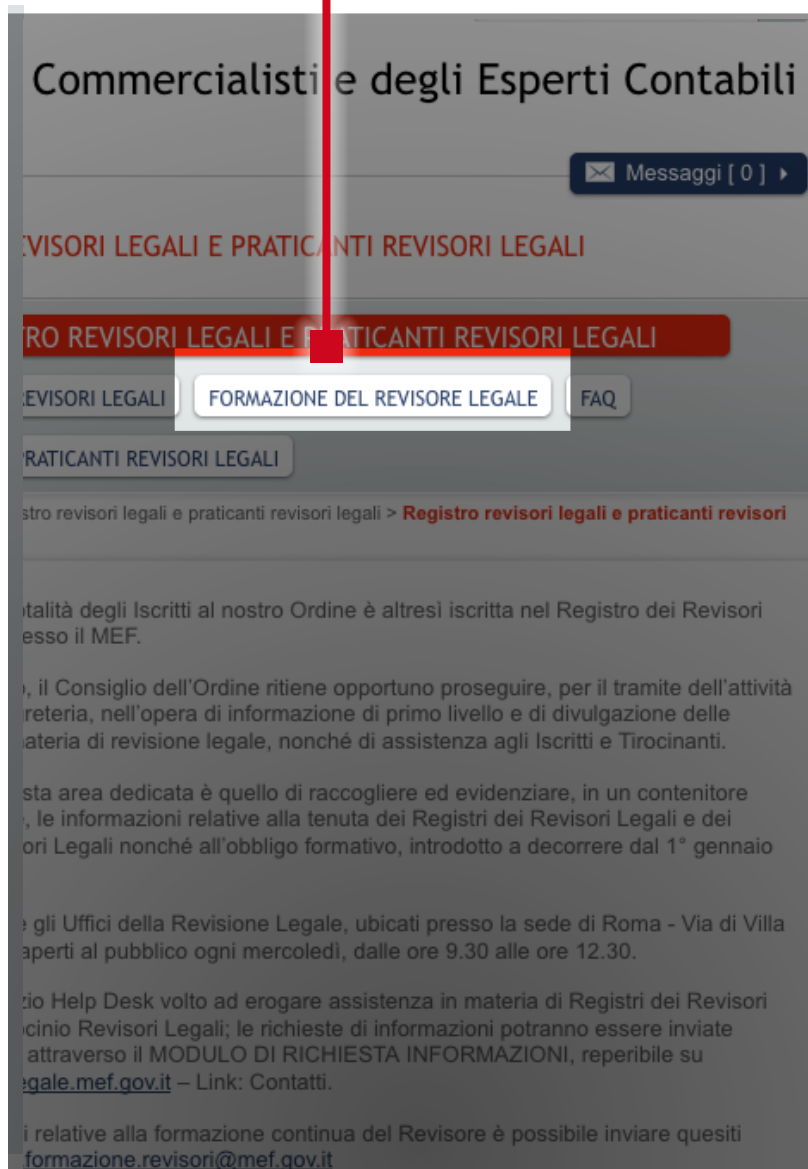 Commercialisti e degli Esperti Contabili
Messaggi [ 0 ]
EVISORI LEGALI E PRATICANTI REVISORI LEGALI
TRO REVISORI LEGALI E PRATICANTI REVISORI LEGALI
REVISORI LEGALI
FORMAZIONE DEL REVISORE LEGALE
FAQ
PRATICANTI REVISORI LEGALI
stro revisori legali e praticanti revisori legali > Registro revisori legali e praticanti revisori
otalità degli Iscritti al nostro Ordine è altresì iscritta nel Registro dei Revisori
esso il MEF.
o, il Consiglio dell'Ordine ritiene opportuno proseguire, per il tramite dell'attività
reteria, nell'opera di informazione di primo livello e di divulgazione delle
ateria di revisione legale, nonché di assistenza agli Iscritti e Tirocinanti.
sta area dedicata è quello di raccogliere ed evidenziare, in un contenitore
, le informazioni relative alla tenuta dei Registri dei Revisori Legali e dei
ori Legali nonché all'obbligo formativo, introdotto a decorrere dal 1° gennaio
e gli Uffici della Revisione Legale, ubicati presso la sede di Roma - Via di Villa
aperti al pubblico ogni mercoledì, dalle ore 9.30 alle ore 12.30.
zio Help Desk volto ad erogare assistenza in materia di Registri dei Revisori
ocinio Revisori Legali; le richieste di informazioni potranno essere inviate
attraverso il MODULO DI RICHIESTA INFORMAZIONI, reperibile su
egale.mef.gov.it – Link: Contatti.
i relative alla formazione continua del Revisore è possibile inviare quesiti
.formazione.revisori@mef.gov.it